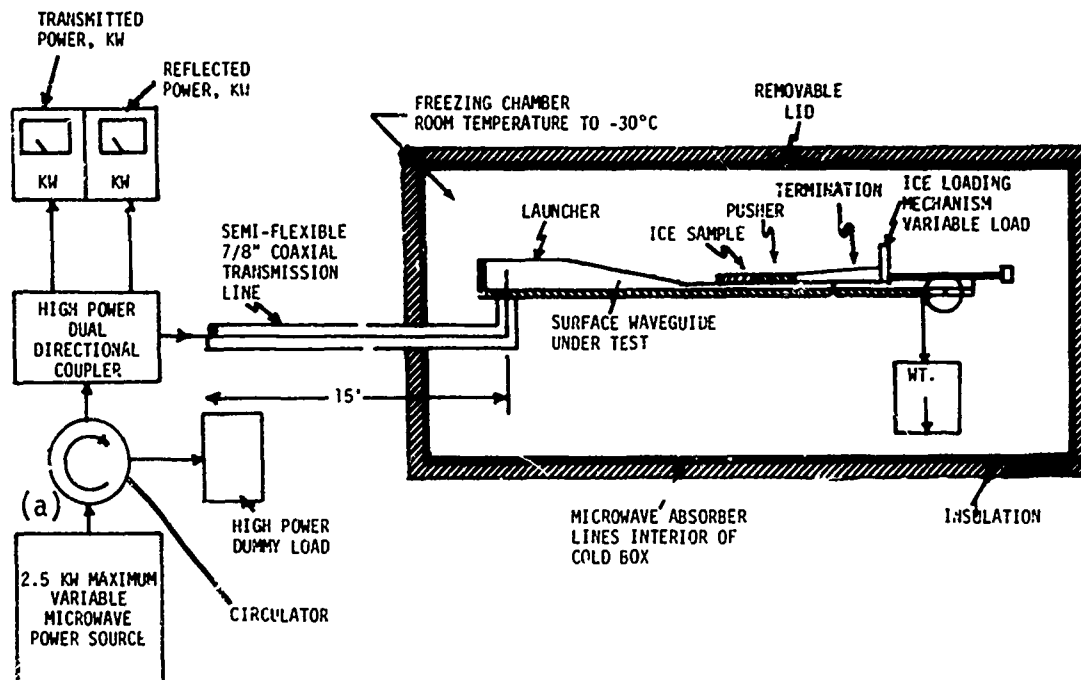 TRANSMITTED
POWER, KW
REFLECTED
POWER, KW
KW
KW
HIGH POWER
DUAL
DIRECTIONAL
COUPLER
SEMI-FLEXIBLE
7/8" COAXIAL
TRANSMISSION
LINE
15'
(a)
HIGH POWER
DUMMY LOAD
2.5 KW MAXIMUM
VARIABLE
MICROWAVE
POWER SOURCE
CIRCULATOR
FREEZING CHAMBER
ROOM TEMPERATURE TO -30°C
REMOVABLE
LID
LAUNCHER
ICE SAMPLE
PUSHER
TERMINATION
ICE LOADING
MECHANISM
VARIABLE LOAD
SURFACE WAVEGUIDE
UNDER TEST
WT.
MICROWAVE ABSORBER
LINES INTERIOR OF
COLD BOX
INSULATION